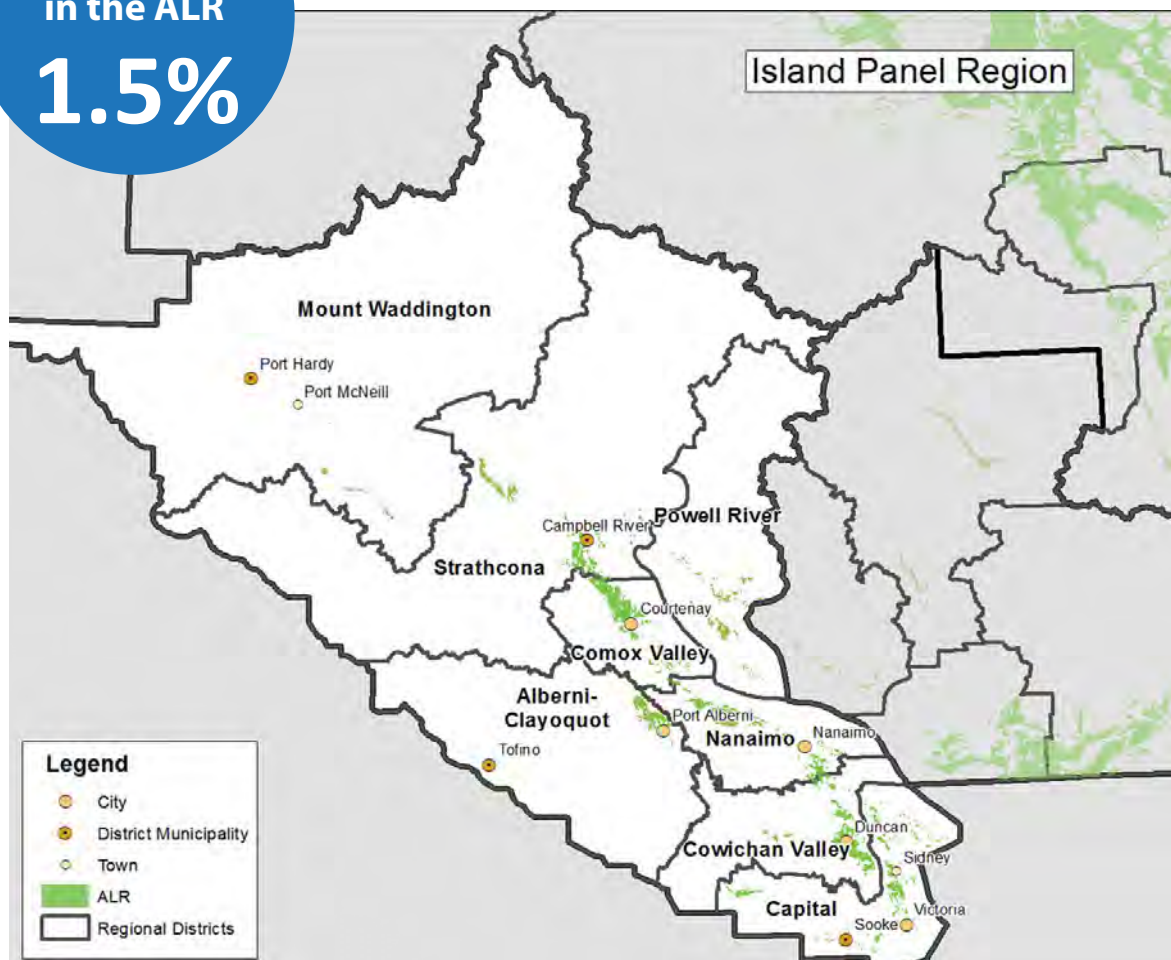 in the ALR
1.5%
Island Panel Region
Mount Waddington
Port Hardy
Port McNeill
Campbell River
Powell River
Strathcona
Courtenay
Comox Valley
Alberni-
Clayoquot
Port Alberni
Nanaimo
Nanaimo
Tofino
Duncan
Cowichan Valley
Sidney
Capital
Victoria
Sooke
Legend
City
District Municipality
Town
ALR
Regional Districts